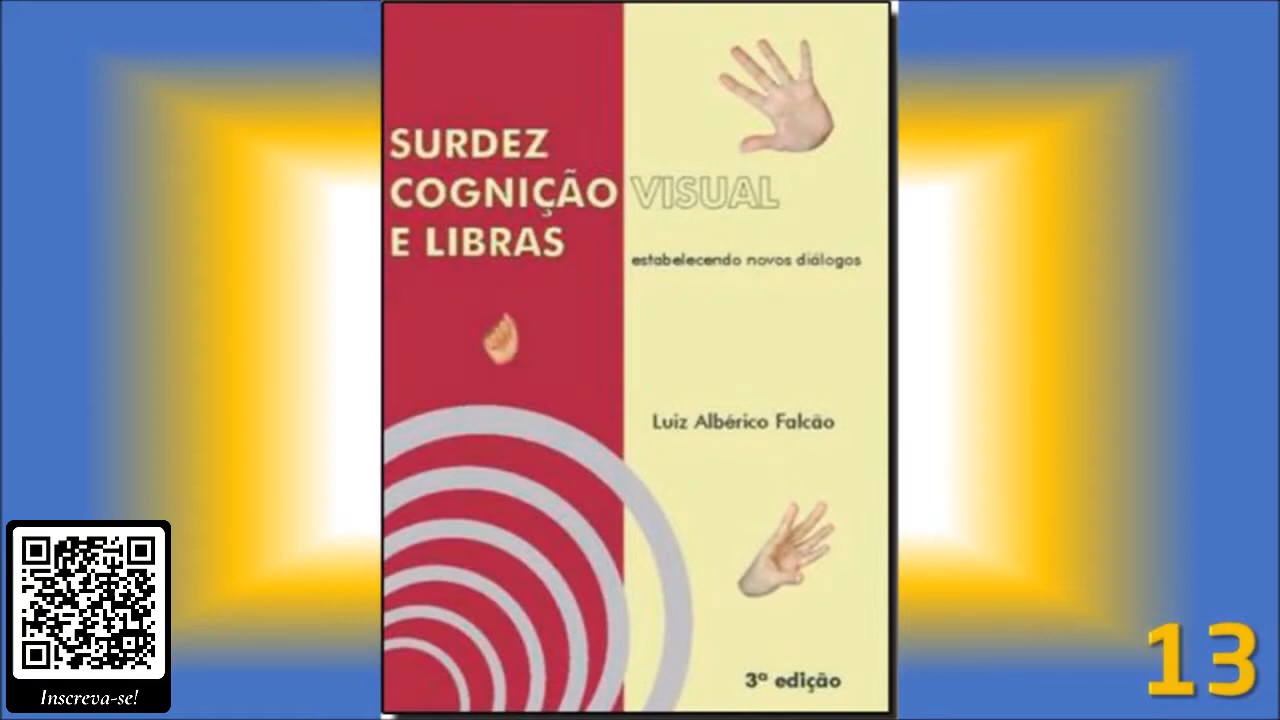 SURDEZ
COGNIÇÃO VISUAL
E LIBRAS
estabelecendo novos diálogos
Luiz Albérico Falcão
3ª edição
Inscreva-se!
13